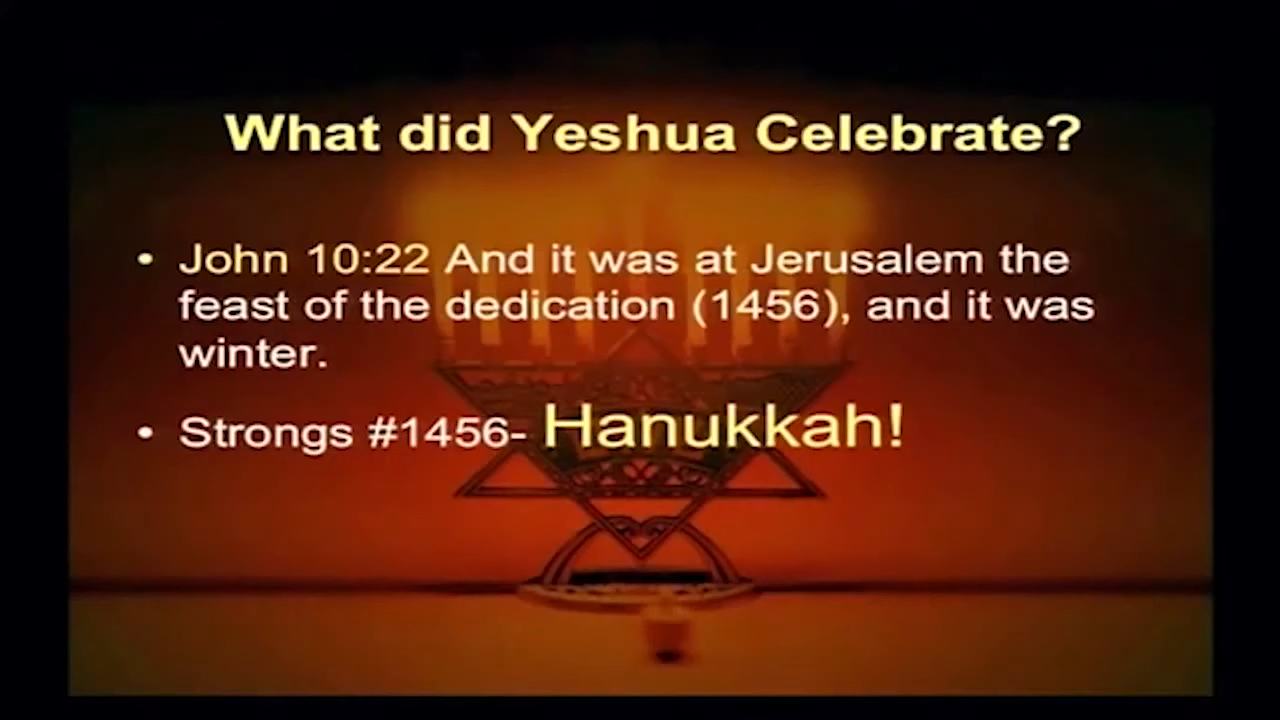 What did Yeshua Celebrate?
• John 10:22 And it was at Jerusalem the
feast of the dedication (1456), and it was
winter.
• Strongs #1456- Hanukkah!